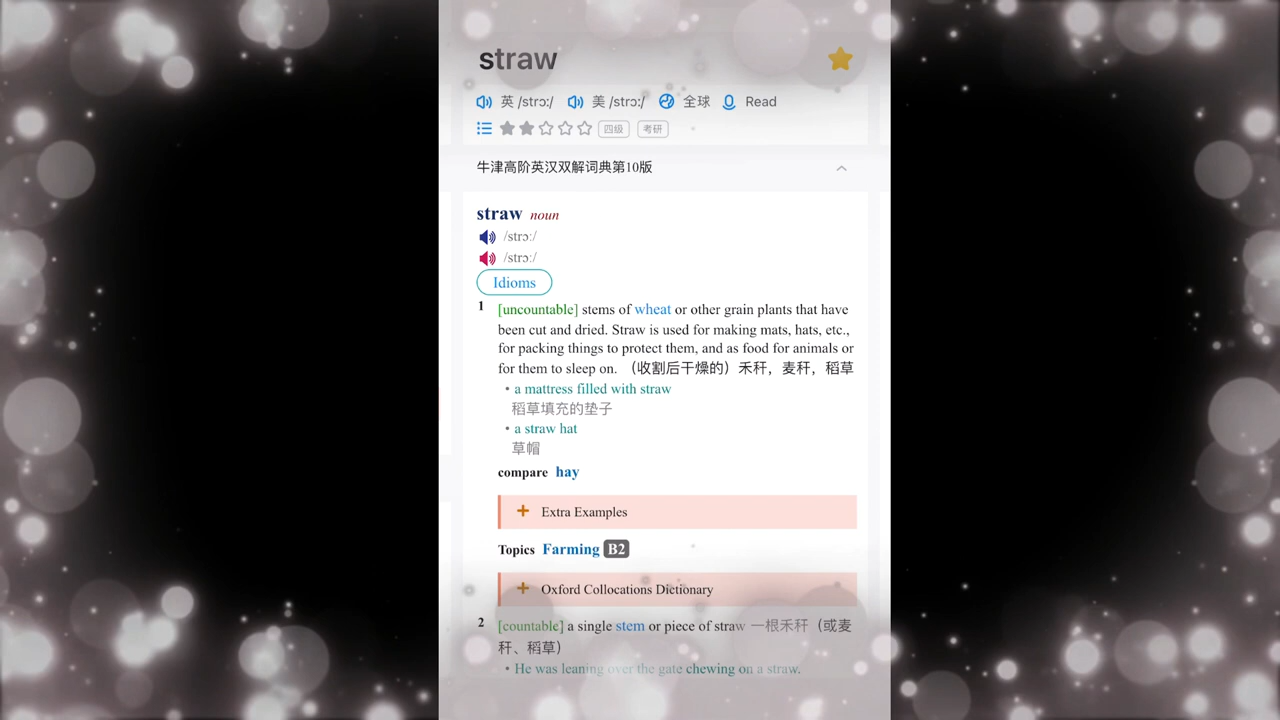 straw
英 /strɔː/ 美 /strɔː/ 全球 Read
四级 考研
牛津高阶英汉双解词典第10版
straw noun
/strɔː/
/strɔː/
Idioms
1 [uncountable] stems of wheat or other grain plants that have
been cut and dried. Straw is used for making mats, hats, etc.,
for packing things to protect them, and as food for animals or
for them to sleep on. （收割后干燥的）禾秆，麦秆，稻草
• a mattress filled with straw
稻草填充的垫子
• a straw hat
草帽
compare hay
+ Extra Examples
Topics Farming B2
+ Oxford Collocations Dictionary
2 [countable] a single stem or piece of straw 一根禾秆（或麦
秆、稻草）
• He was leaning over the gate chewing on a straw.